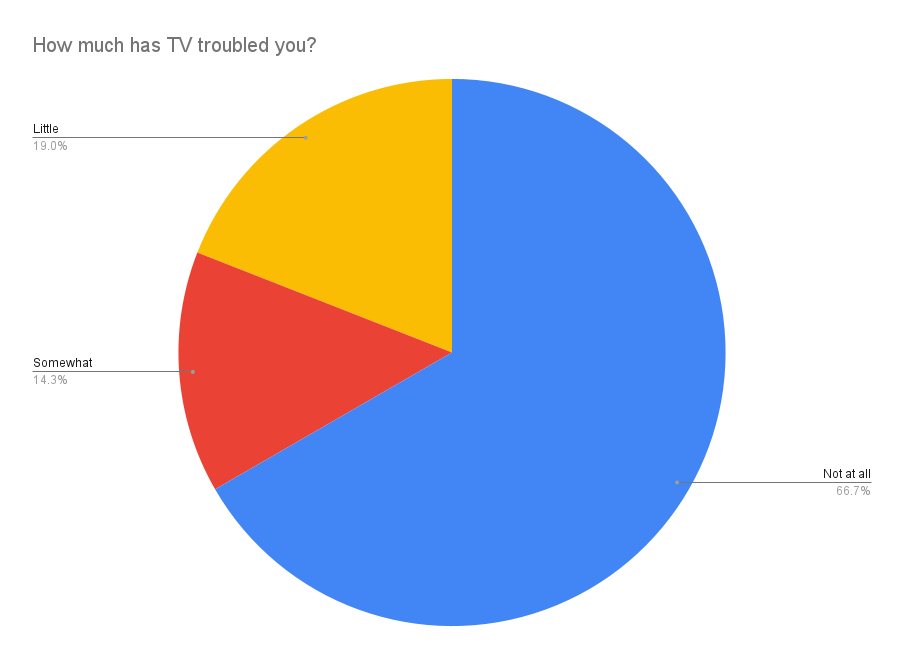 How much has TV troubled you?
Little
19.0%
Somewhat
14.3%
Not at all
66.7%